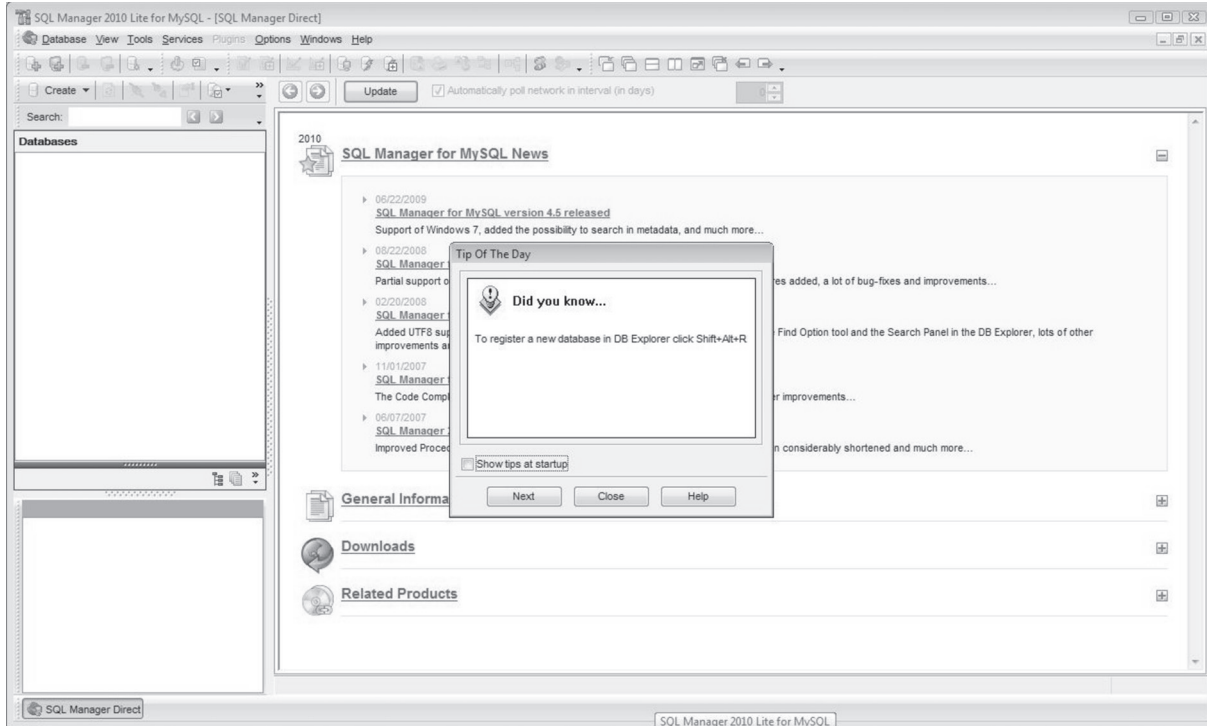 SQL Manager 2010 Lite for MySQL - [SQL Manager Direct]
Database View Tools Services Plugins Options Windows Help
Create
Update
Automatically poll network in interval (in days)
Search:
Databases
2010
SQL Manager for MySQL News
06/22/2009
SQL Manager for MySQL version 4.5 released
Support of Windows 7, added the possibility to search in metadata, and much more...
08/22/2008
SQL Manager
Partial support
res added, a lot of bug-fixes and improvements...
02/20/2008
SQL Manager
Added UTF8 sup
Find Option tool and the Search Panel in the DB Explorer, lots of other
improvements a
11/01/2007
SQL Manager
The Code Compl
r improvements...
06/07/2007
SQL Manager
Improved Proced
n considerably shortened and much more...
Tip Of The Day
Did you know...
To register a new database in DB Explorer click Shift+Alt+R
Show tips at startup
Next Close Help
General Informa
Downloads
Related Products
SQL Manager Direct
SQL Manager 2010 Lite for MySQL